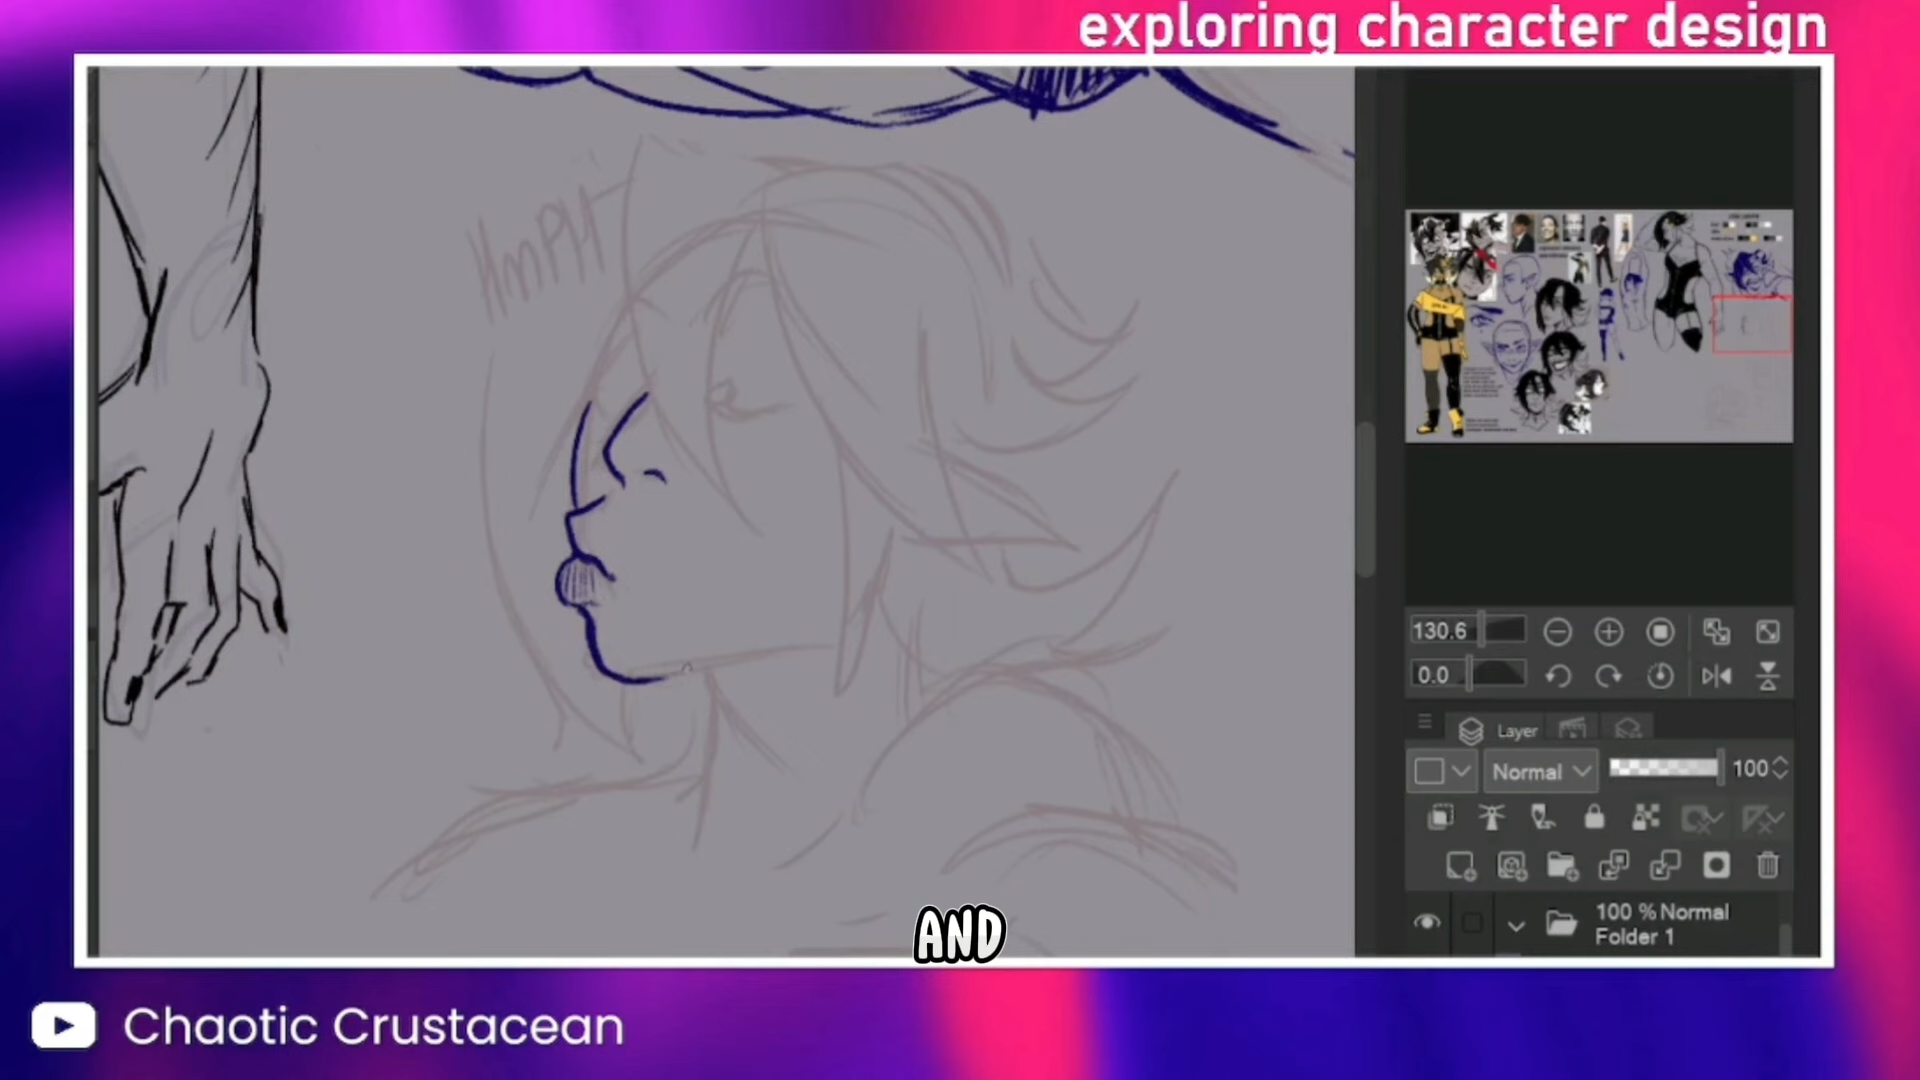 exploring character design
HMPH
130.6
0.0
Layer
Normal
100
100 % Normal
Folder 1
AND
Chaotic Crustacean